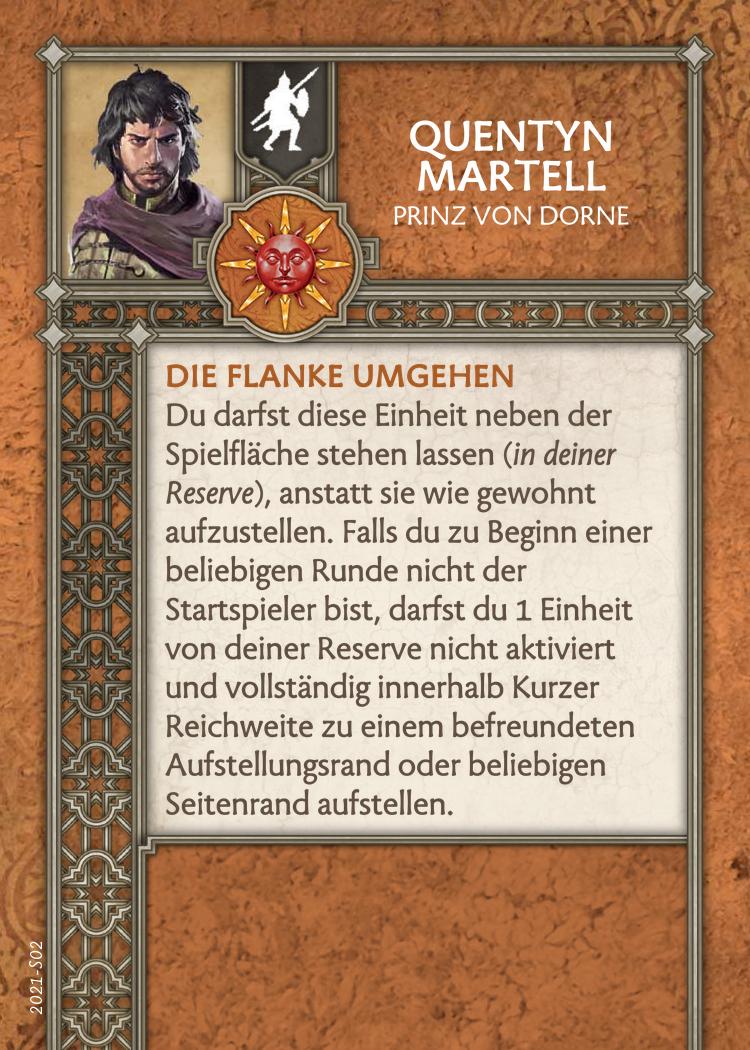 QUENTYN
MARTELL
PRINZ VON DORNE
DIE FLANKE UMGEHEN
Du darfst diese Einheit neben der
Spielfläche stehen lassen (in deiner
Reserve), anstatt sie wie gewohnt
aufzustellen. Falls du zu Beginn einer
beliebigen Runde nicht der
Startspieler bist, darfst du 1 Einheit
von deiner Reserve nicht aktiviert
und vollständig innerhalb Kurzer
Reichweite zu einem befreundeten
Aufstellungsrand oder beliebigen
Seitenrand aufstellen.
2021-S02